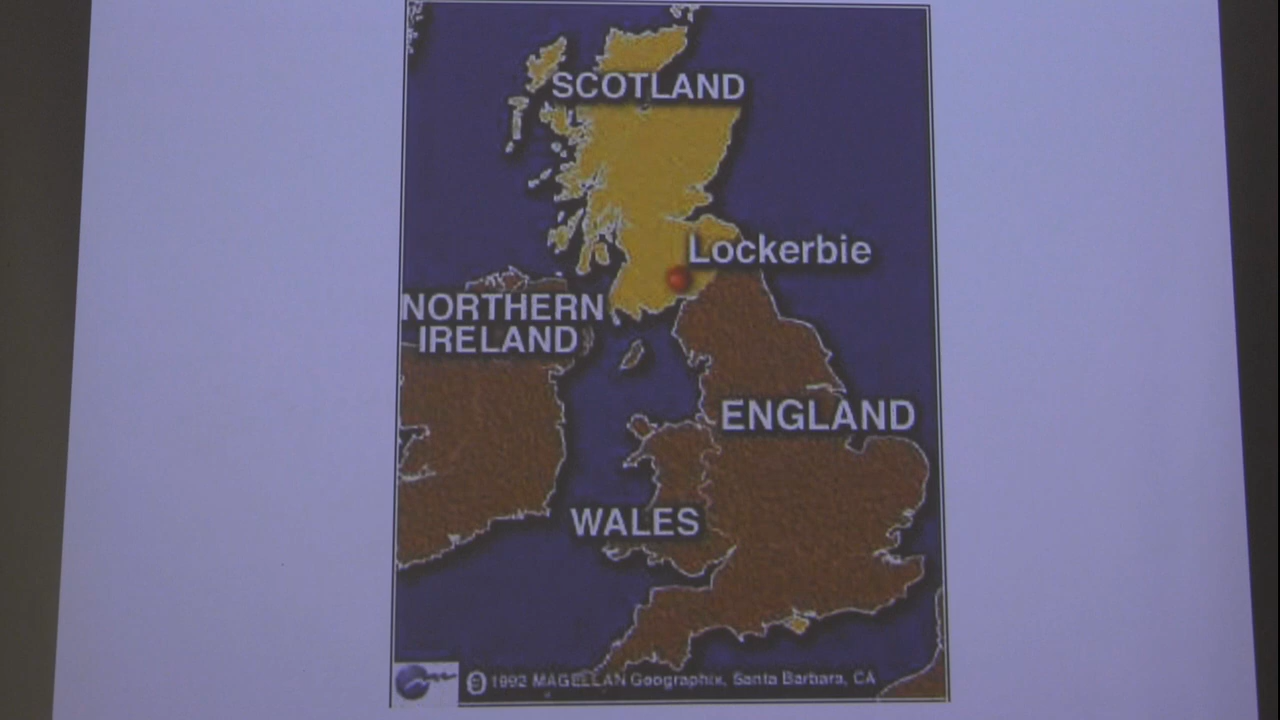 SCOTLAND
Lockerbie
NORTHERN
IRELAND
ENGLAND
WALES
© 1992 MAGELLAN Geographix, Santa Barbara, CA